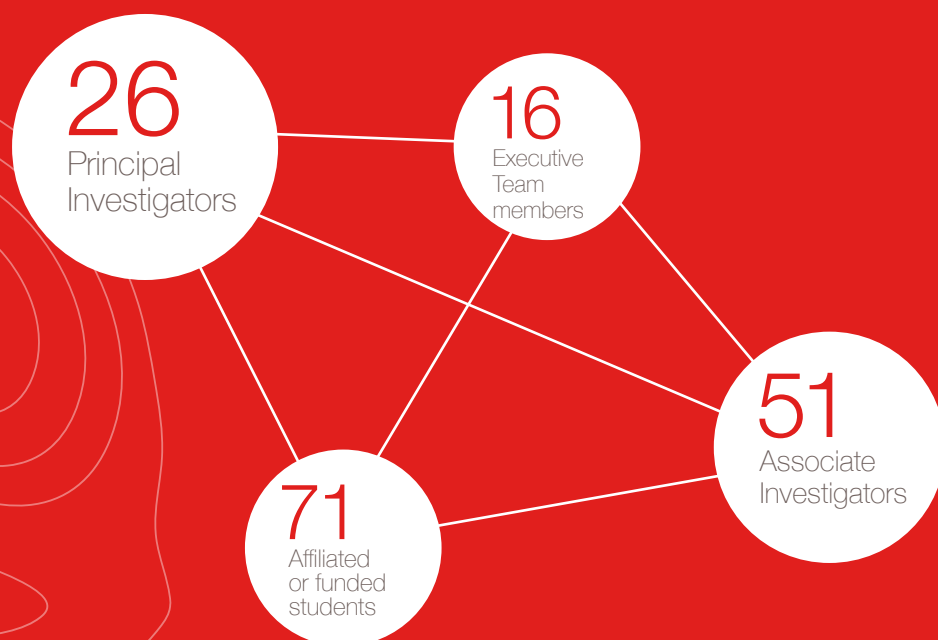 26
Principal
Investigators
16
Executive
Team
members
51
Associate
Investigators
71
Affiliated
or funded
students